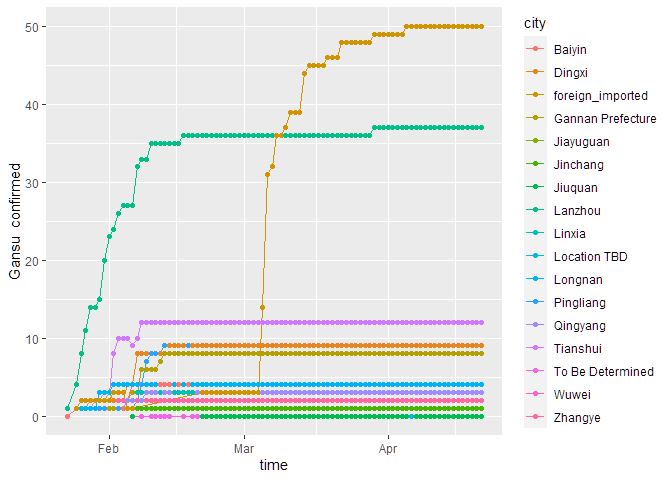 50
40
30
20
10
0
Gansu confirmed
Feb
Mar
Apr
time
city
Baiyin
Dingxi
foreign_imported
Gannan Prefecture
Jiayuguan
Jinchang
Jiuquan
Lanzhou
Linxia
Location TBD
Longnan
Pingliang
Qingyang
Tianshui
To Be Determined
Wuwei
Zhangye